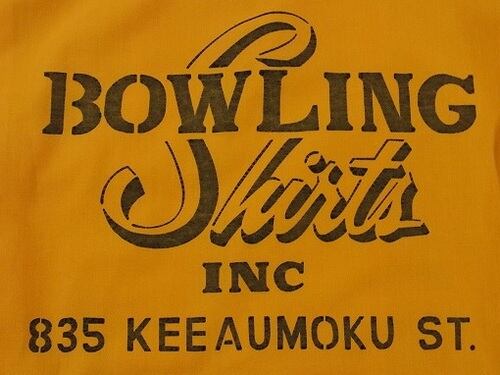 BOWLING
Shirts
INC
835 KEEAUMOKU ST.